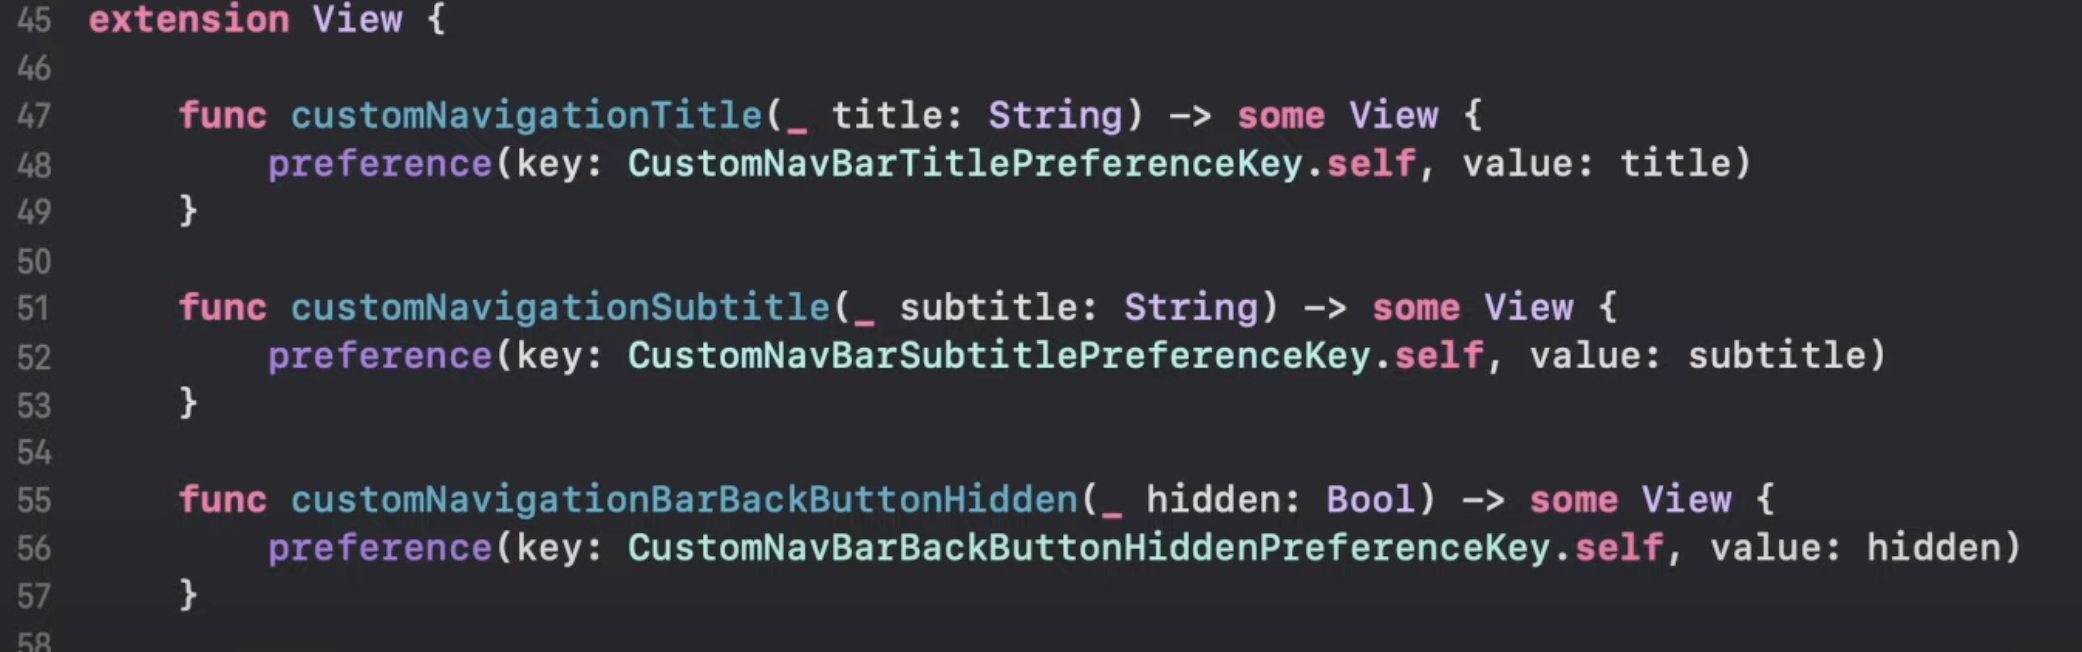 45 extension View {
46
47 func customNavigationTitle(_ title: String) -> some View {
48 preference(key: CustomNavBarTitlePreferenceKey.self, value: title)
49 }
50
51 func customNavigationSubtitle(_ subtitle: String) -> some View {
52 preference(key: CustomNavBarSubtitlePreferenceKey.self, value: subtitle)
53 }
54
55 func customNavigationBarBackButtonHidden(_ hidden: Bool) -> some View {
56 preference(key: CustomNavBarBackButtonHiddenPreferenceKey.self, value: hidden)
57 }
58